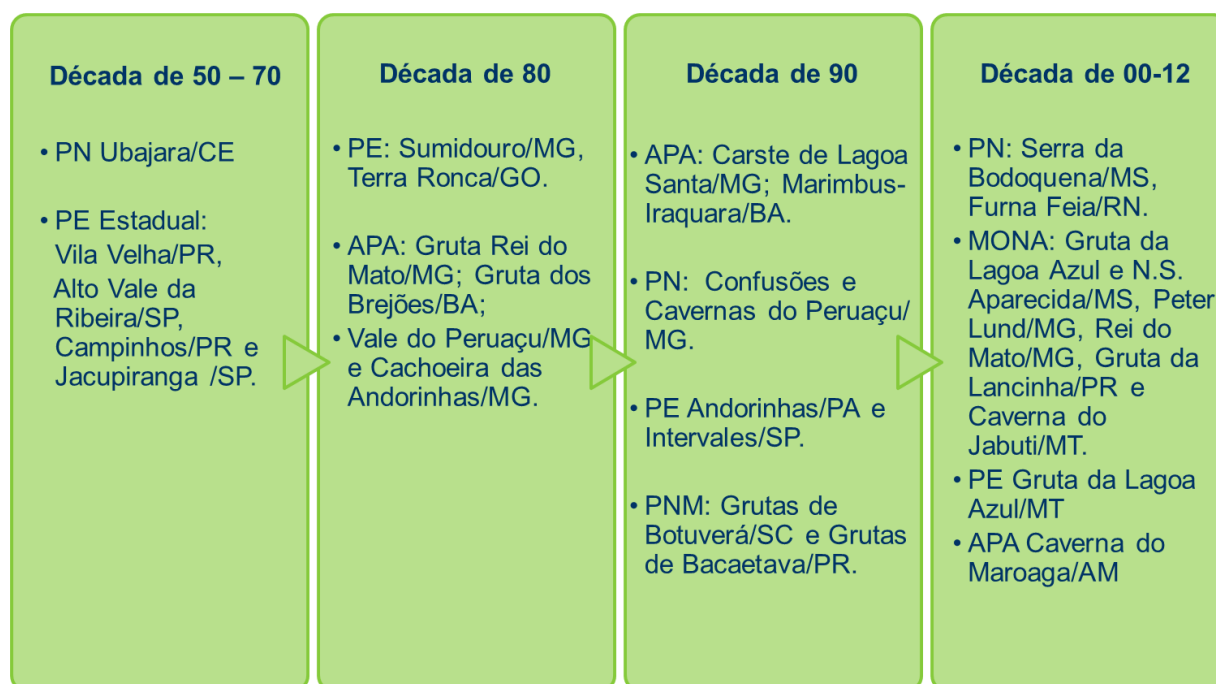 Década de 50 – 70
• PN Ubajara/CE
• PE Estadual:
Vila Velha/PR,
Alto Vale da
Ribeira/SP,
Campinhos/PR e
Jacupiranga /SP.
Década de 80
• PE: Sumidouro/MG,
Terra Ronca/GO.
• APA: Gruta Rei do
Mato/MG; Gruta dos
Brejões/BA;
• Vale do Peruaçu/MG
e Cachoeira das
Andorinhas/MG.
Década de 90
• APA: Carste de Lagoa
Santa/MG; Marimbus-
Iraquara/BA.
• PN: Confusões e
Cavernas do Peruaçu/
MG.
• PE Andorinhas/PA e
Intervales/SP.
• PNM: Grutas de
Botuverá/SC e Grutas
de Bacaetava/PR.
Década de 00-12
• PN: Serra da
Bodoquena/MS,
Furna Feia/RN.
• MONA: Gruta da
Lagoa Azul e N.S.
Aparecida/MS, Peter
Lund/MG, Rei do
Mato/MG, Gruta da
Lancinha/PR e
Caverna do
Jabuti/MT.
• PE Gruta da Lagoa
Azul/MT
• APA Caverna do
Maroaga/AM